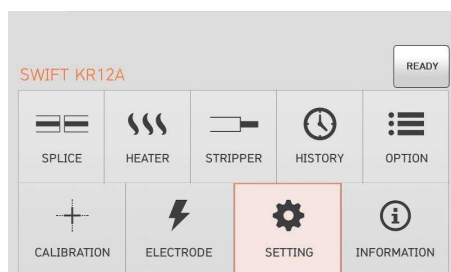 READY
SWIFT KR12A
SPLICE HEATER STRIPPER HISTORY OPTION
CALIBRATION ELECTRODE SETTING INFORMATION